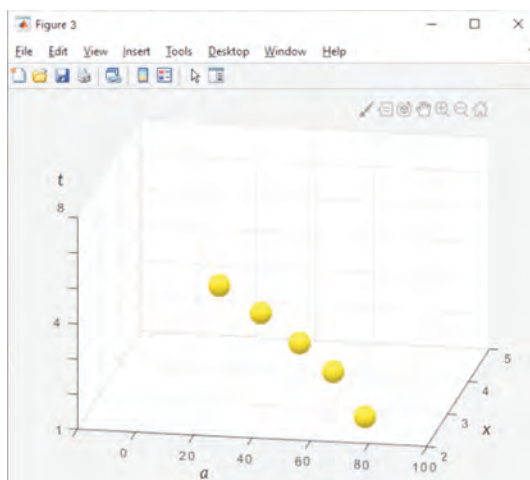 Figure 3
File Edit View Insert Tools Desktop Window Help
t
8
4
1
0 20 40 60 80 100
a
2 3 4 5
x